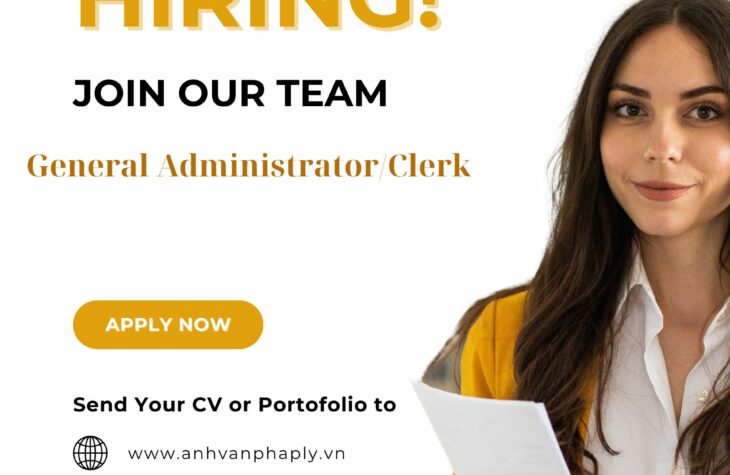 HIRING!
JOIN OUR TEAM
General Administrator/Clerk
APPLY NOW
Send Your CV or Portofolio to
www.anhvanphaply.vn